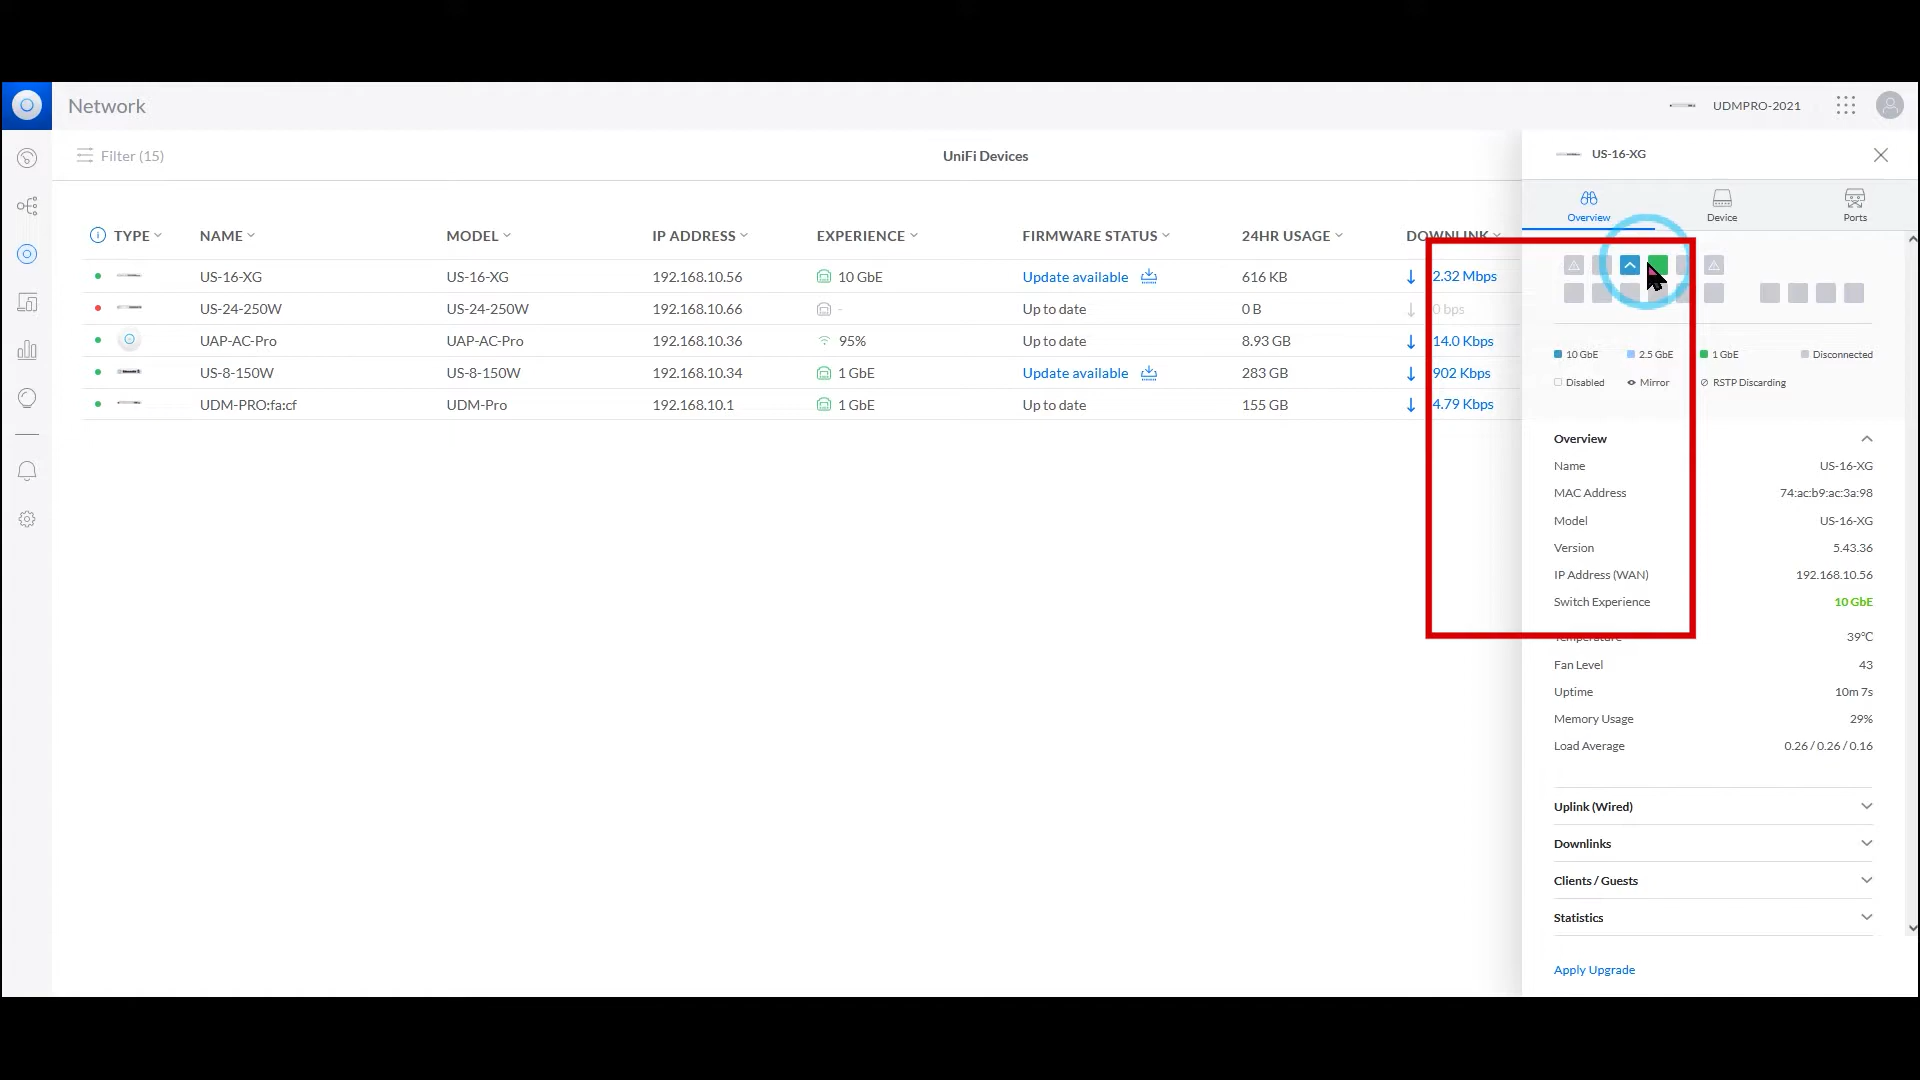 Network
UDMPRO-2021
Filter (15)
UniFi Devices
US-16-XG
Overview
Device
Ports
TYPE NAME MODEL IP ADDRESS EXPERIENCE FIRMWARE STATUS 24HR USAGE DOWNLINK
US-16-XG US-16-XG 192.168.10.56 10 GbE Update available 616 KB 2.32 Mbps
US-24-250W US-24-250W 192.168.10.66 - Up to date 0 B 0 bps
UAP-AC-Pro UAP-AC-Pro 192.168.10.36 95% Up to date 8.93 GB 14.0 Kbps
US-8-150W US-8-150W 192.168.10.34 1 GbE Update available 283 GB 902 Kbps
UDM-PRO:fa:cf UDM-Pro 192.168.10.1 1 GbE Up to date 155 GB 4.79 Kbps
10 GbE 2.5 GbE 1 GbE Disconnected
Disabled Mirror RSTP Discarding
Overview
Name US-16-XG
MAC Address 74:ac:b9:ac:3a:98
Model US-16-XG
Version 5.43.36
IP Address (WAN) 192.168.10.56
Switch Experience 10 GbE
Temperature 39°C
Fan Level 43
Uptime 10m 7s
Memory Usage 29%
Load Average 0.26 / 0.26 / 0.16
Uplink (Wired)
Downlinks
Clients / Guests
Statistics
Apply Upgrade